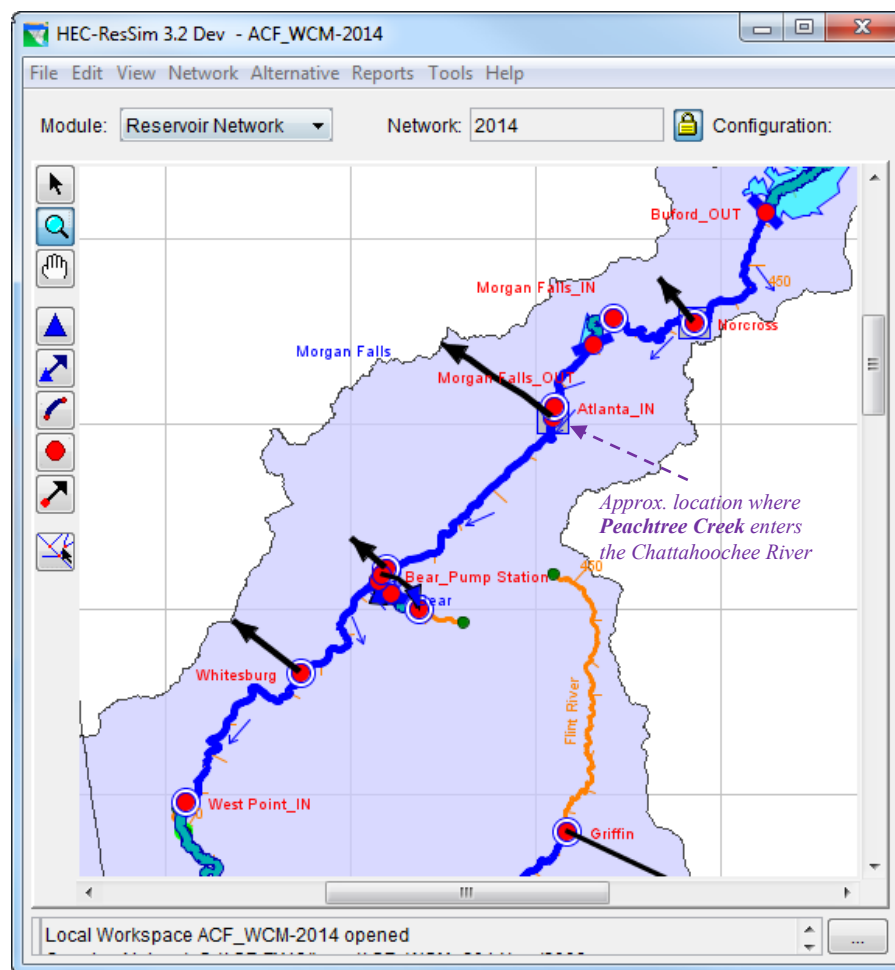 HEC-ResSim 3.2 Dev - ACF_WCM-2014
File Edit View Network Alternative Reports Tools Help
Module: Reservoir Network Network: 2014 Configuration:
Buford_OUT
450
Morgan Falls_IN
Norcross
Morgan Falls
Morgan Falls_OUT
Atlanta_IN
Approx. location where
Peachtree Creek enters
the Chattahoochee River
450
Bear_Pump Station
Bear
Whitesburg
Flint River
West Point_IN
Griffin
Local Workspace ACF_WCM-2014 opened
...